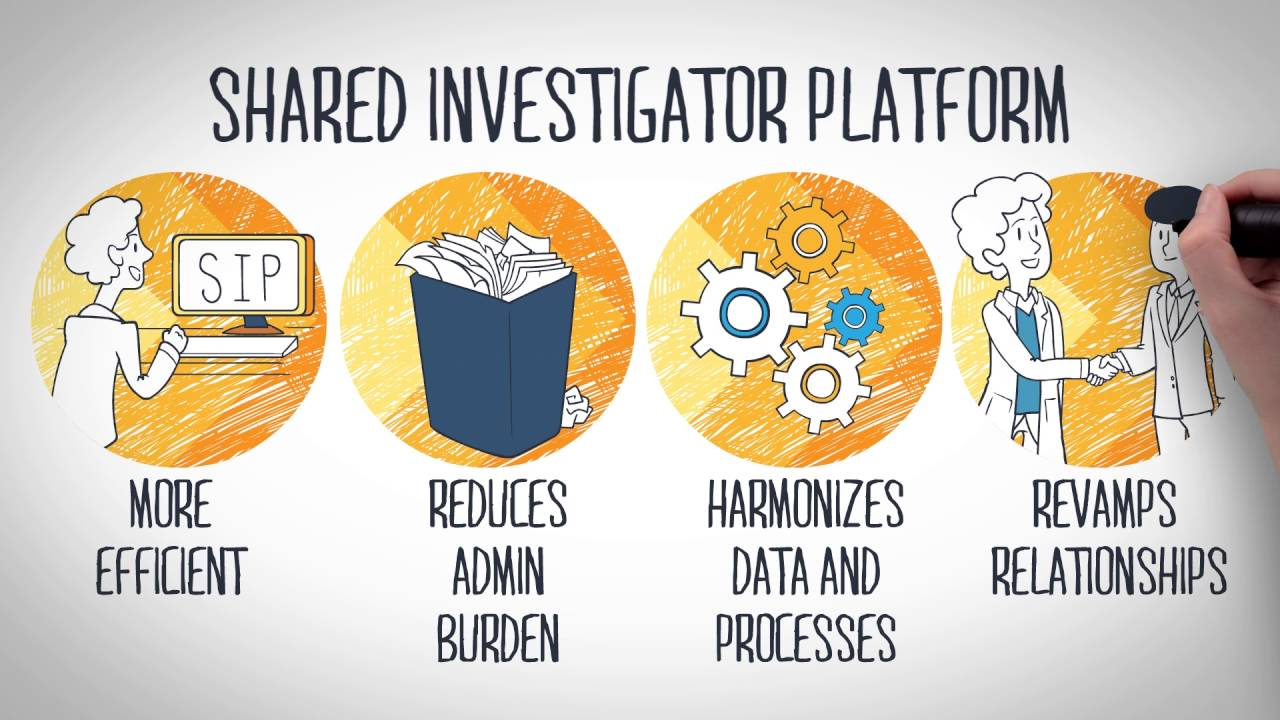 SHARED INVESTIGATOR PLATFORM
SIP
MORE
EFFICIENT
REDUCES
ADMIN
BURDEN
HARMONIZES
DATA AND
PROCESSES
REVAMPS
RELATIONSHIPS